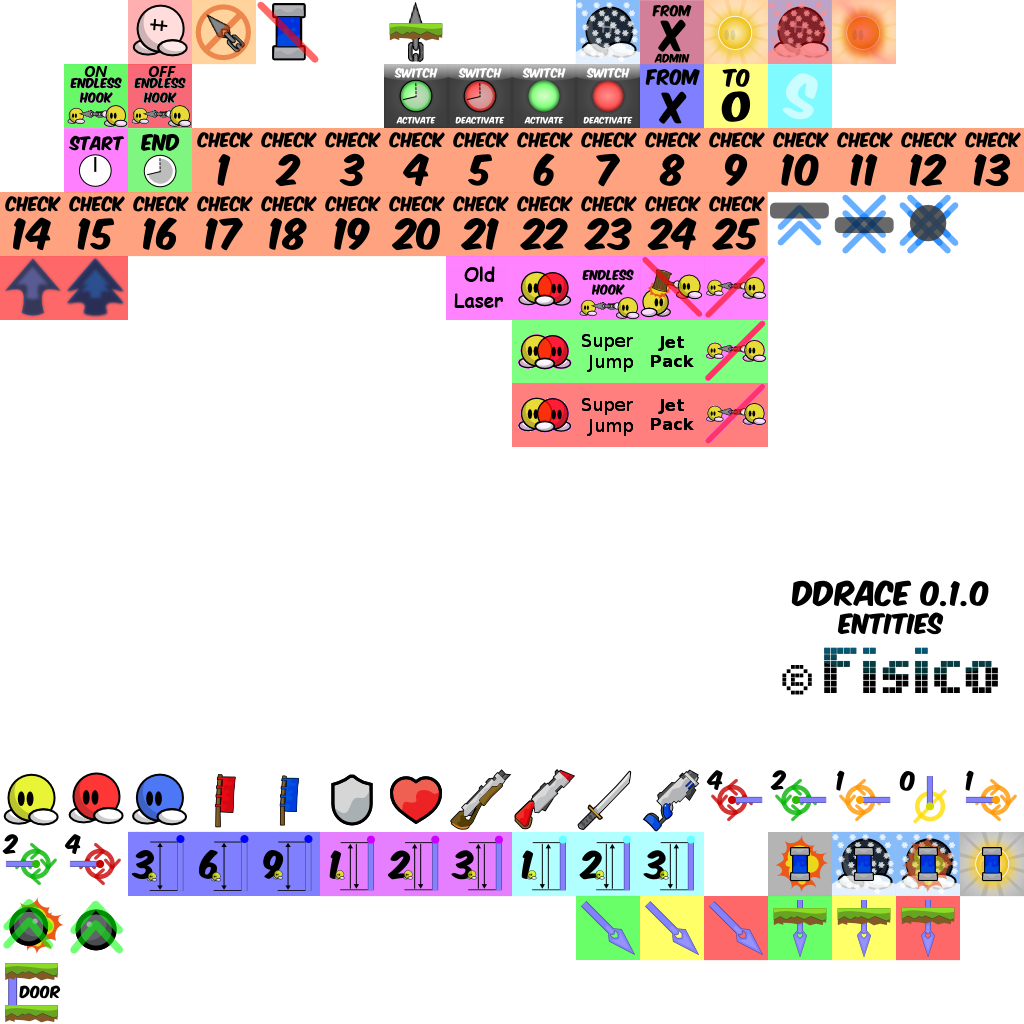 FROM
X
ADMIN
ON
ENDLESS
HOOK
OFF
ENDLESS
HOOK
SWITCH
ACTIVATE
SWITCH
DEACTIVATE
SWITCH
ACTIVATE
SWITCH
DEACTIVATE
FROM
X
TO
O
S
START
END
CHECK
1
CHECK
2
CHECK
3
CHECK
4
CHECK
5
CHECK
6
CHECK
7
CHECK
8
CHECK
9
CHECK
10
CHECK
11
CHECK
12
CHECK
13
CHECK
14
CHECK
15
CHECK
16
CHECK
17
CHECK
18
CHECK
19
CHECK
20
CHECK
21
CHECK
22
CHECK
23
CHECK
24
CHECK
25
Old
Laser
ENDLESS
HOOK
Super
Jump
Jet
Pack
Super
Jump
Jet
Pack
DDRACE 0.1.0
ENTITIES
© Fisico
4 2 1 0 1
2 4 3 6 9 1 2 3 1 2 3
DOOR